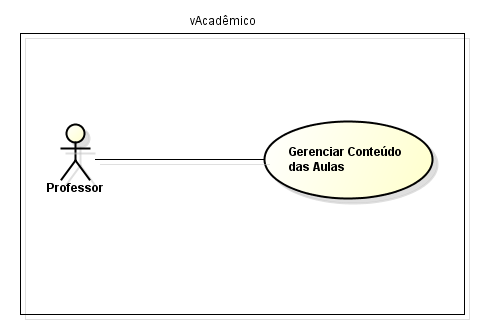 vAcadêmico
Gerenciar Conteúdo
das Aulas
Professor